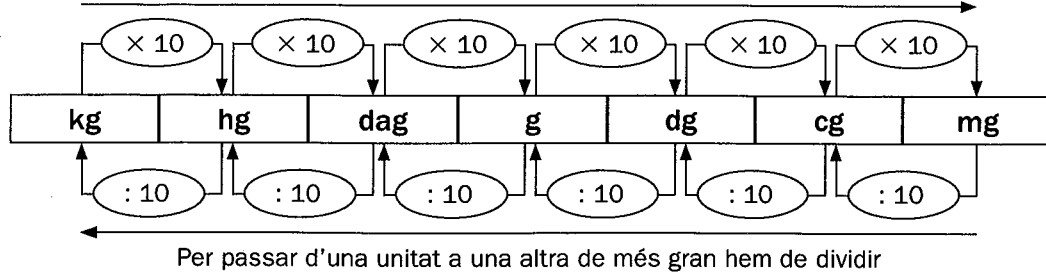 × 10 × 10 × 10 × 10 × 10 × 10
kg hg dag g dg cg mg
: 10 : 10 : 10 : 10 : 10 : 10
Per passar d'una unitat a una altra de més gran hem de dividir